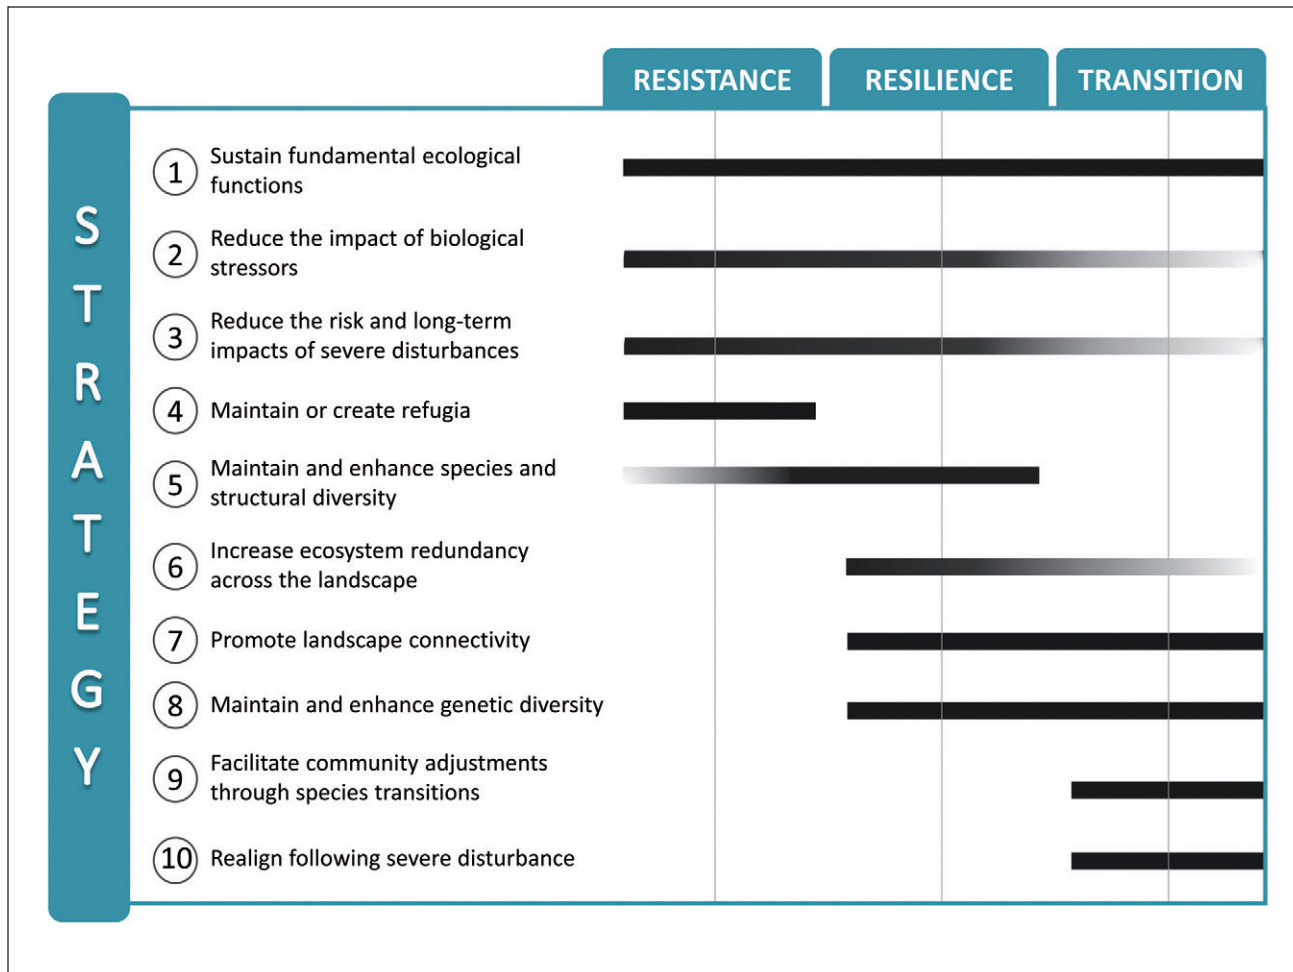 RESISTANCE RESILIENCE TRANSITION
STRATEGY
1 Sustain fundamental ecological
functions
2 Reduce the impact of biological
stressors
3 Reduce the risk and long-term
impacts of severe disturbances
4 Maintain or create refugia
5 Maintain and enhance species and
structural diversity
6 Increase ecosystem redundancy
across the landscape
7 Promote landscape connectivity
8 Maintain and enhance genetic diversity
9 Facilitate community adjustments
through species transitions
10 Realign following severe disturbance